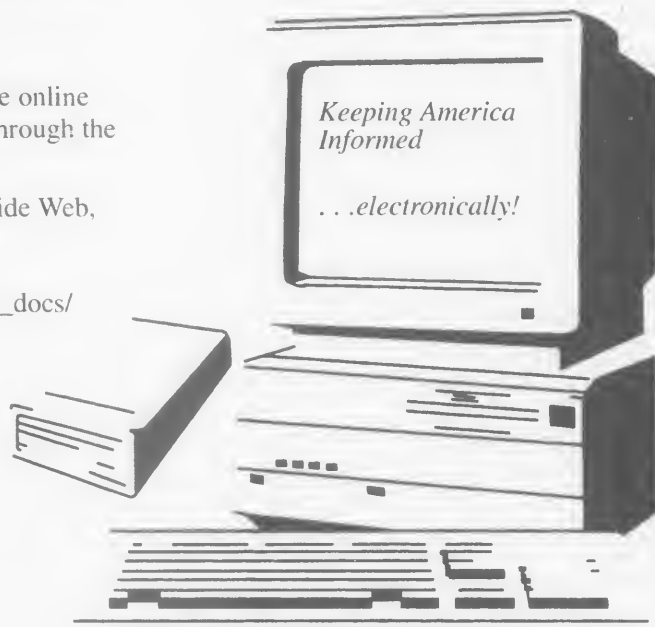 e online
hrough the
ide Web,
_docs/
Keeping America
Informed
. . .electronically!